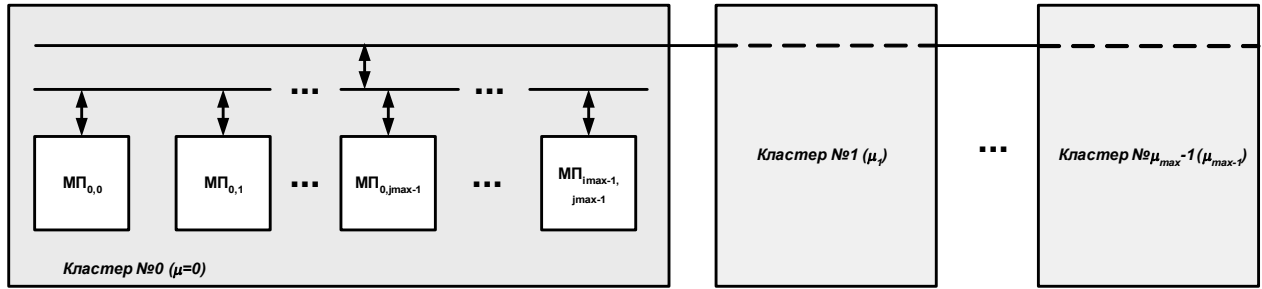 ... ...
МП0,0
МП0,1
...
МП0,jmax-1
...
МПimax-1,
jmax-1
Кластер №0 (μ=0)
Кластер №1 (μ1)
...
Кластер №μmax-1 (μmax-1)